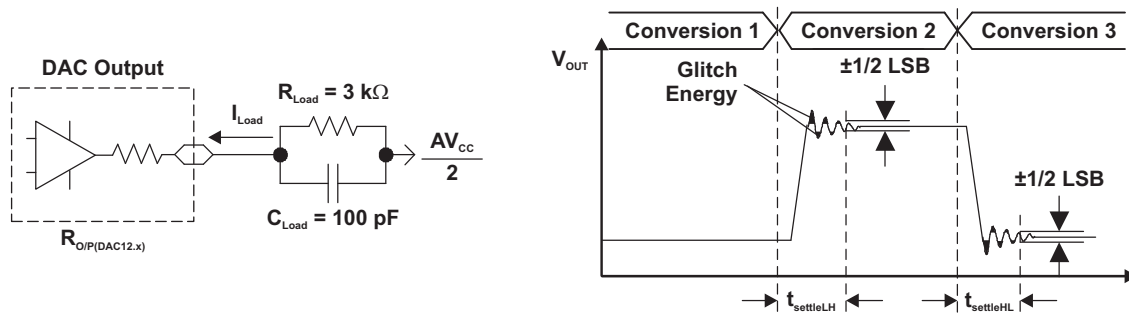 DAC Output
R_Load = 3 kΩ
I_Load
AV_CC
2
C_Load = 100 pF
R_O/P(DAC12.x)
Conversion 1 Conversion 2 Conversion 3
V_OUT
Glitch
Energy
±1/2 LSB
±1/2 LSB
t_settleLH
t_settleHL